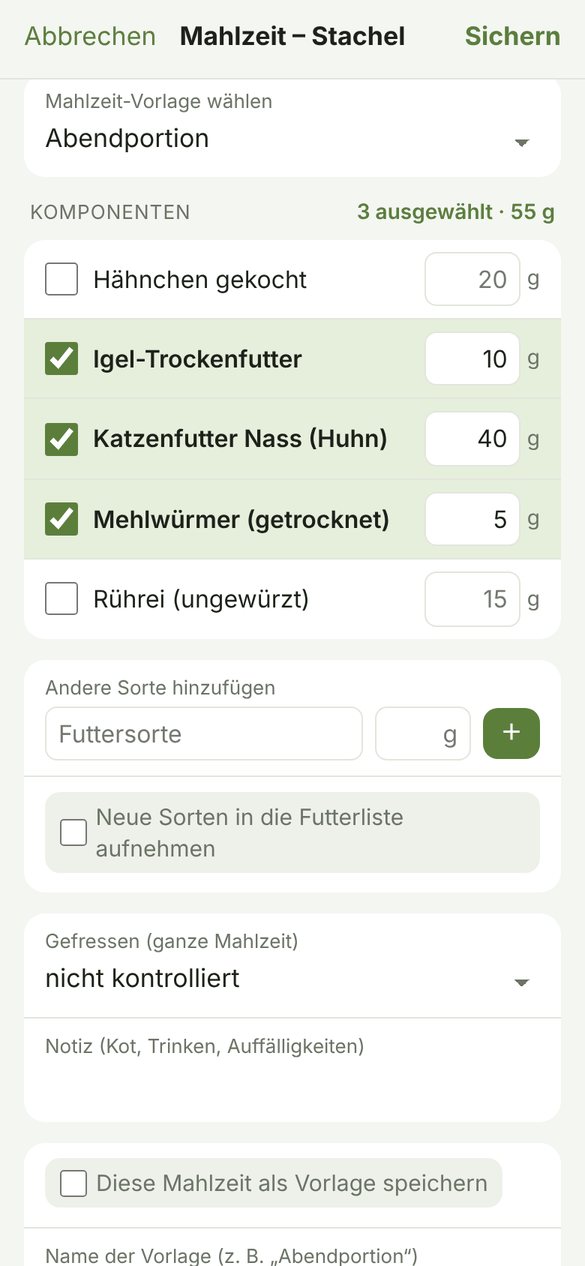 Abbrechen Mahlzeit – Stachel Sichern
Mahlzeit-Vorlage wählen
Abendportion
KOMPONENTEN 3 ausgewählt · 55 g
Hähnchen gekocht 20 g
Igel-Trockenfutter 10 g
Katzenfutter Nass (Huhn) 40 g
Mehlwürmer (getrocknet) 5 g
Rührei (ungewürzt) 15 g
Andere Sorte hinzufügen
Futtersorte g +
Neue Sorten in die Futterliste
aufnehmen
Gefressen (ganze Mahlzeit)
nicht kontrolliert
Notiz (Kot, Trinken, Auffälligkeiten)
Diese Mahlzeit als Vorlage speichern
Name der Vorlage (z. B. „Abendportion“)